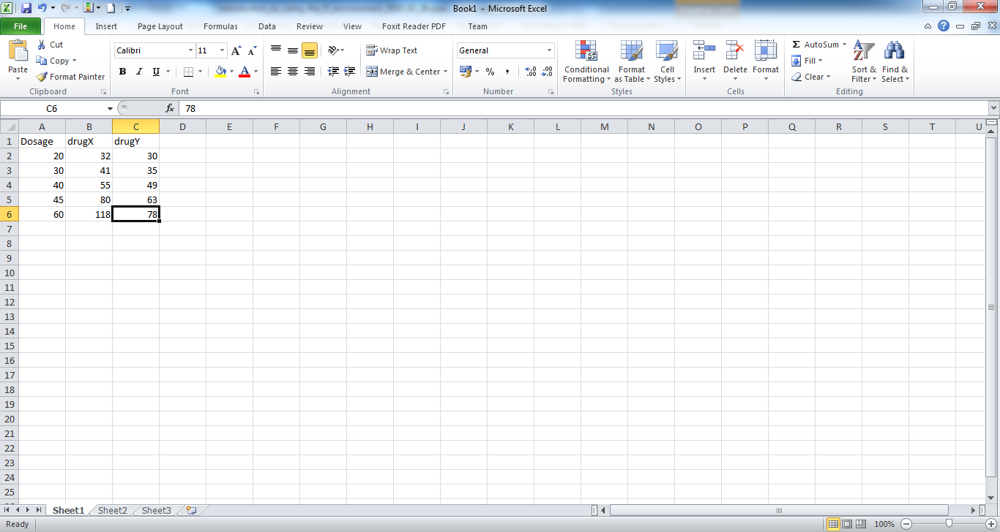 Book1 - Microsoft Excel
File Home Insert Page Layout Formulas Data Review View Foxit Reader PDF Team
Paste
Cut
Copy
Format Painter
Clipboard
Calibri 11
B I U
A A
Font
Wrap Text
Merge & Center
Alignment
General
% ,
Number
Conditional Formatting
Format as Table
Cell Styles
Styles
Insert Delete Format
Cells
Σ AutoSum
Fill
Clear
Sort & Filter
Find & Select
Editing
C6 fx 78
A B C D E F G H I J K L M N O P Q R S T U
1 Dosage drugX drugY
2 20 32 30
3 30 41 35
4 40 55 49
5 45 80 63
6 60 118 78
7
8
9
10
11
12
13
14
15
16
17
18
19
20
21
22
23
24
25
Sheet1 Sheet2 Sheet3
Ready 100%